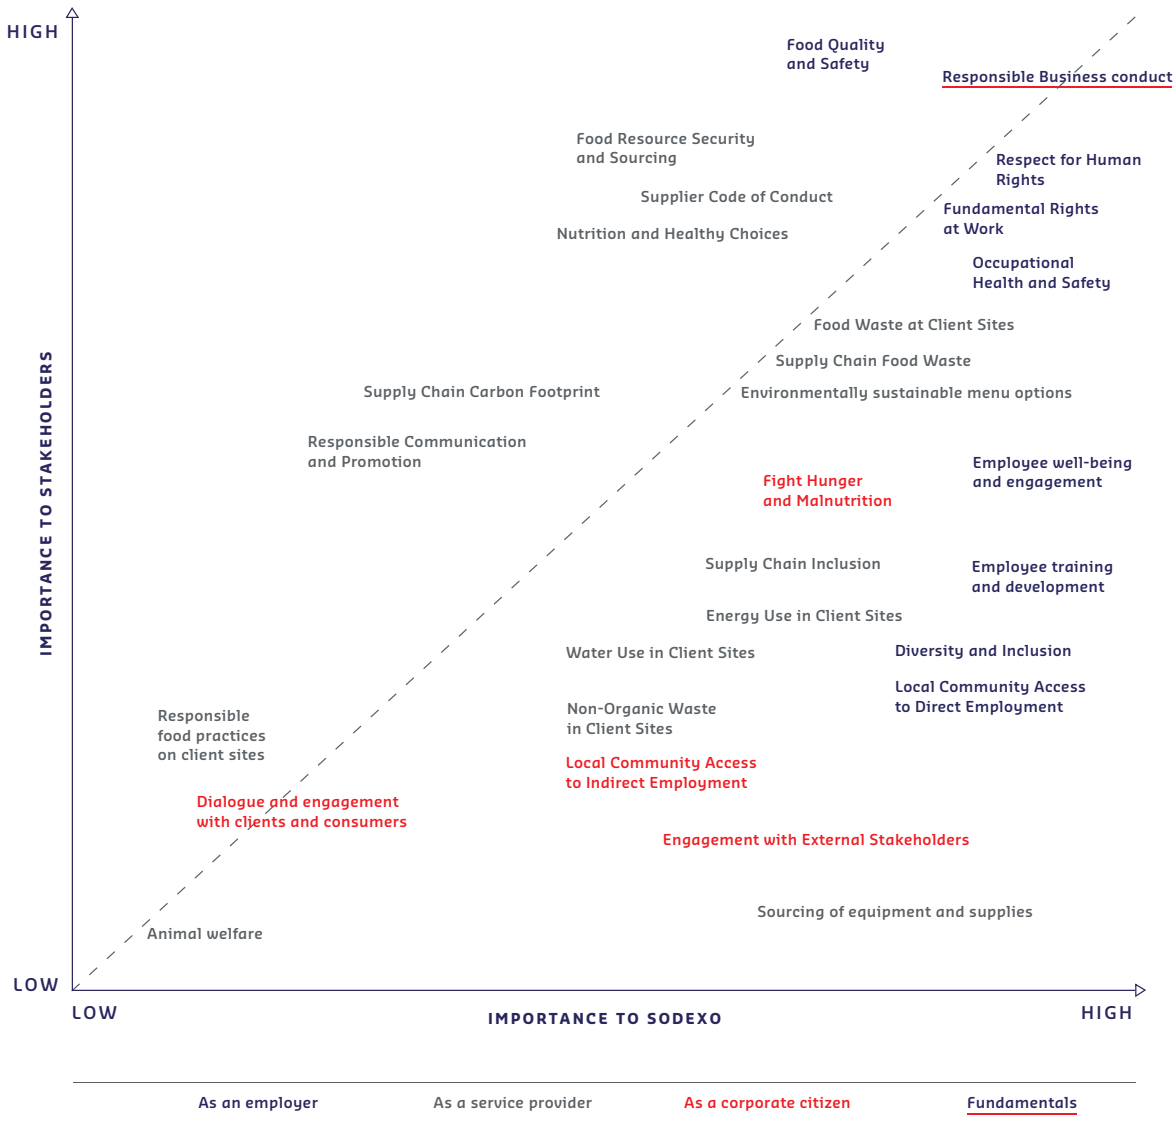 HIGH
Food Quality
and Safety
Responsible Business conduct
Food Resource Security
and Sourcing
Respect for Human
Rights
Supplier Code of Conduct
Fundamental Rights
at Work
Nutrition and Healthy Choices
Occupational
Health and Safety
Food Waste at Client Sites
Supply Chain Food Waste
Supply Chain Carbon Footprint
Environmentally sustainable menu options
Responsible Communication
and Promotion
Employee well-being
and engagement
Fight Hunger
and Malnutrition
IMPORTANCE TO STAKEHOLDERS
Supply Chain Inclusion
Employee training
and development
Energy Use in Client Sites
Water Use in Client Sites
Diversity and Inclusion
Local Community Access
to Direct Employment
Non-Organic Waste
in Client Sites
Responsible
food practices
on client sites
Local Community Access
to Indirect Employment
Dialogue and engagement
with clients and consumers
Engagement with External Stakeholders
Sourcing of equipment and supplies
Animal welfare
LOW
LOW
IMPORTANCE TO SODEXO
HIGH
As an employer
As a service provider
As a corporate citizen
Fundamentals